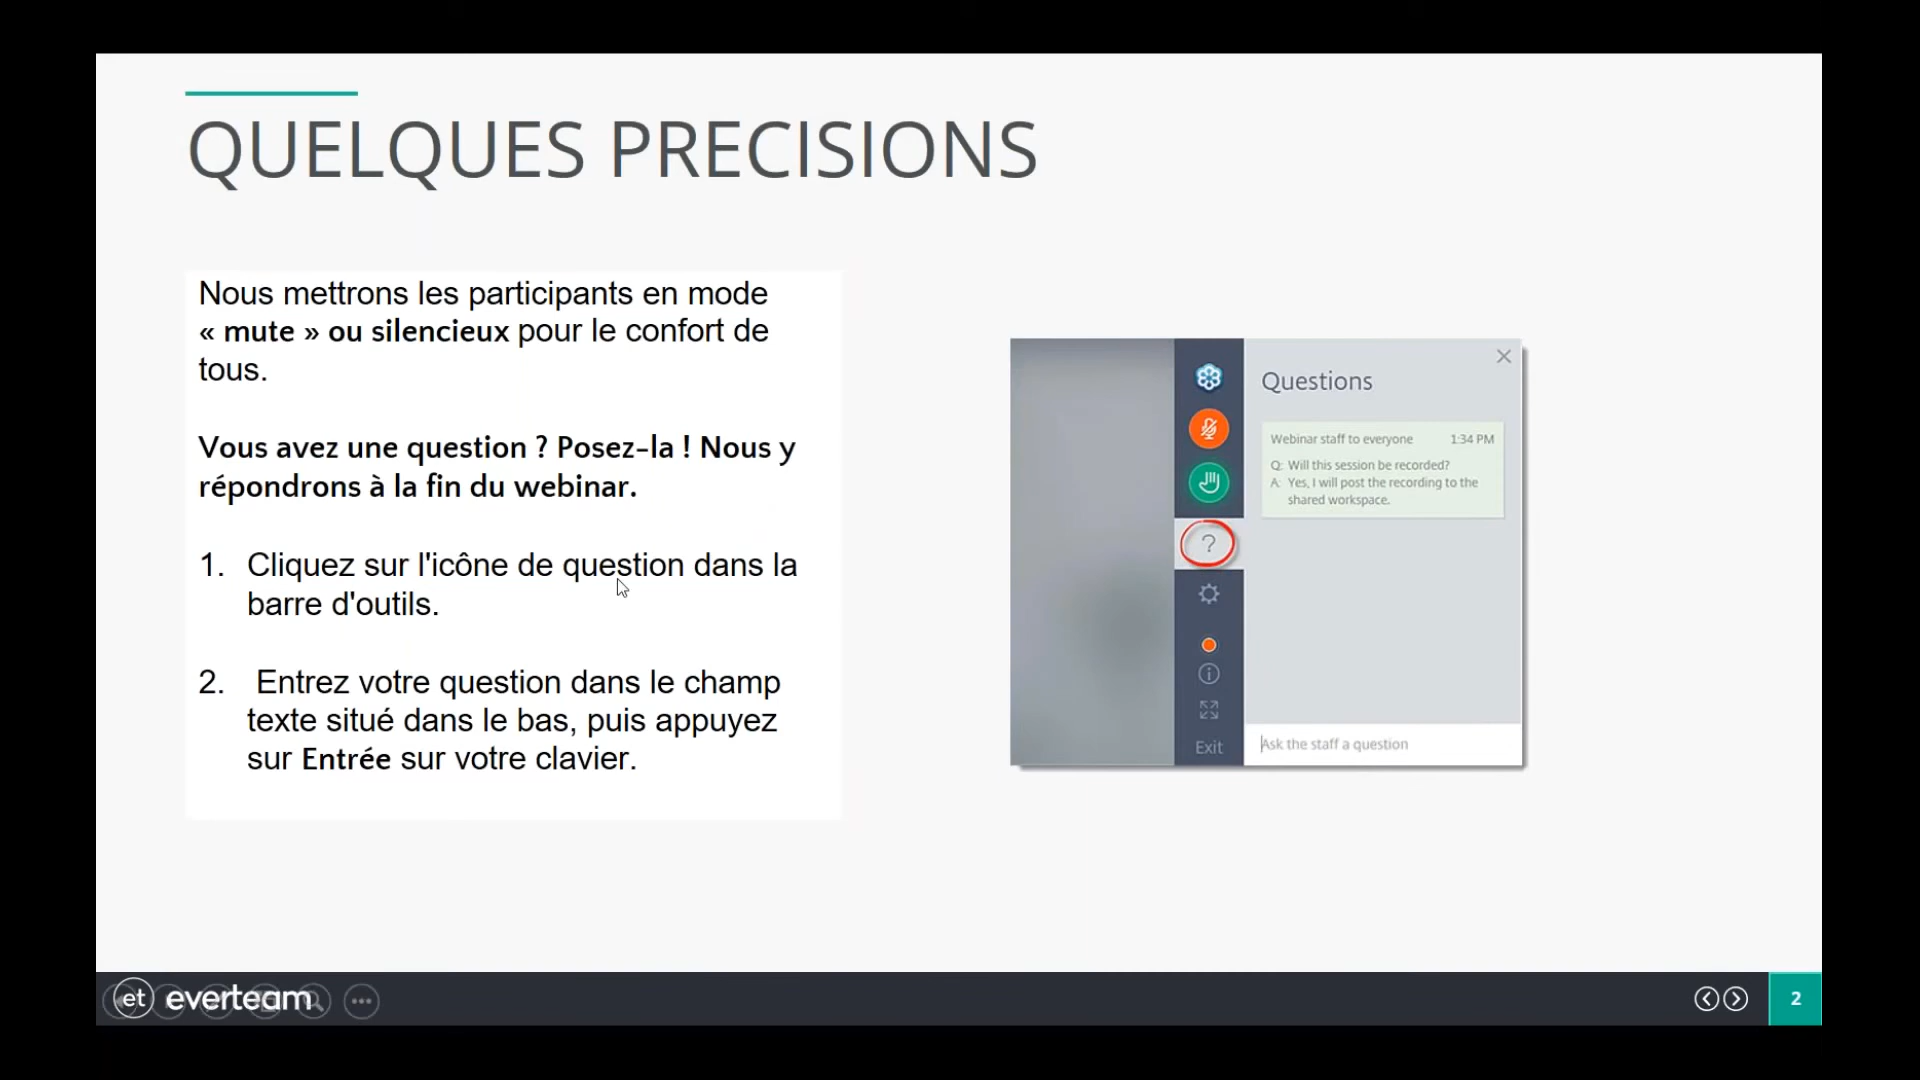 QUELQUES PRECISIONS
Nous mettrons les participants en mode
« mute » ou silencieux pour le confort de
tous.
Vous avez une question ? Posez-la ! Nous y
répondrons à la fin du webinar.
1. Cliquez sur l'icône de question dans la
barre d'outils.
2. Entrez votre question dans le champ
texte situé dans le bas, puis appuyez
sur Entrée sur votre clavier.
Questions
Webinar staff to everyone 1:34 PM
Q: Will this session be recorded?
A: Yes, I will post the recording to the
shared workspace.
?
Exit
Ask the staff a question
et everteam
2